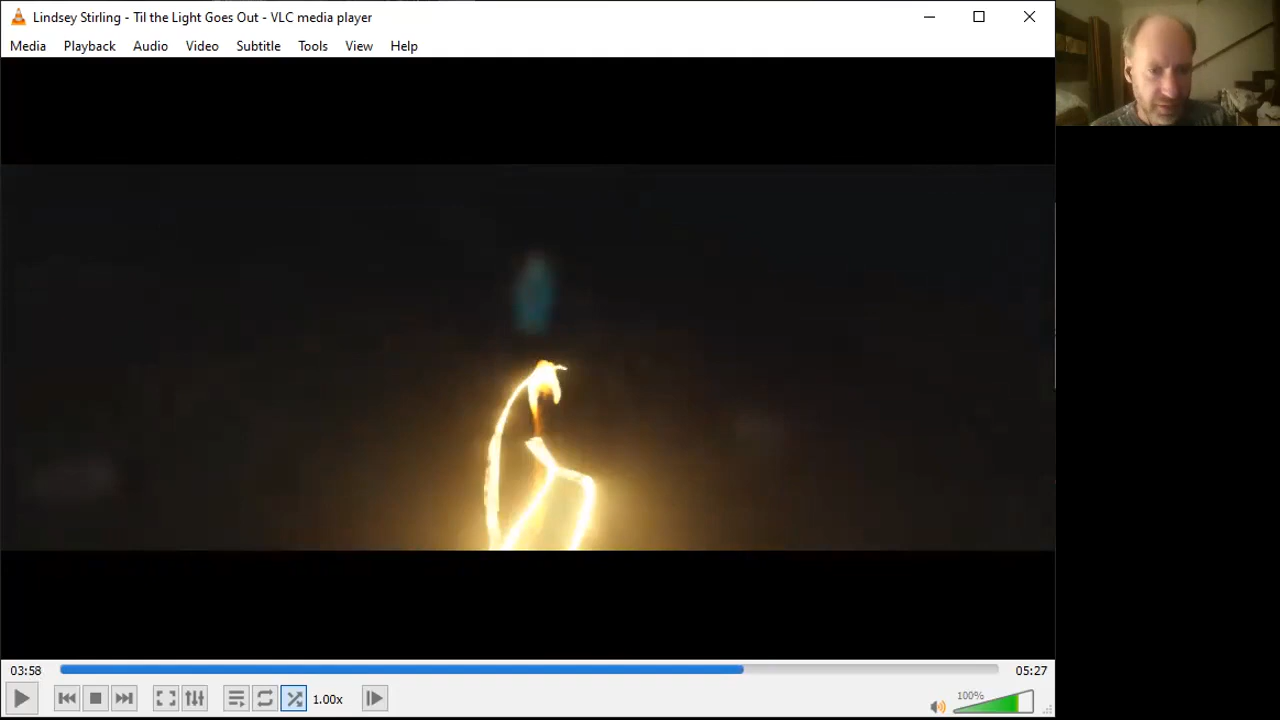 Lindsey Stirling - Til the Light Goes Out - VLC media player
Media Playback Audio Video Subtitle Tools View Help
03:58 05:27
1.00x 100%